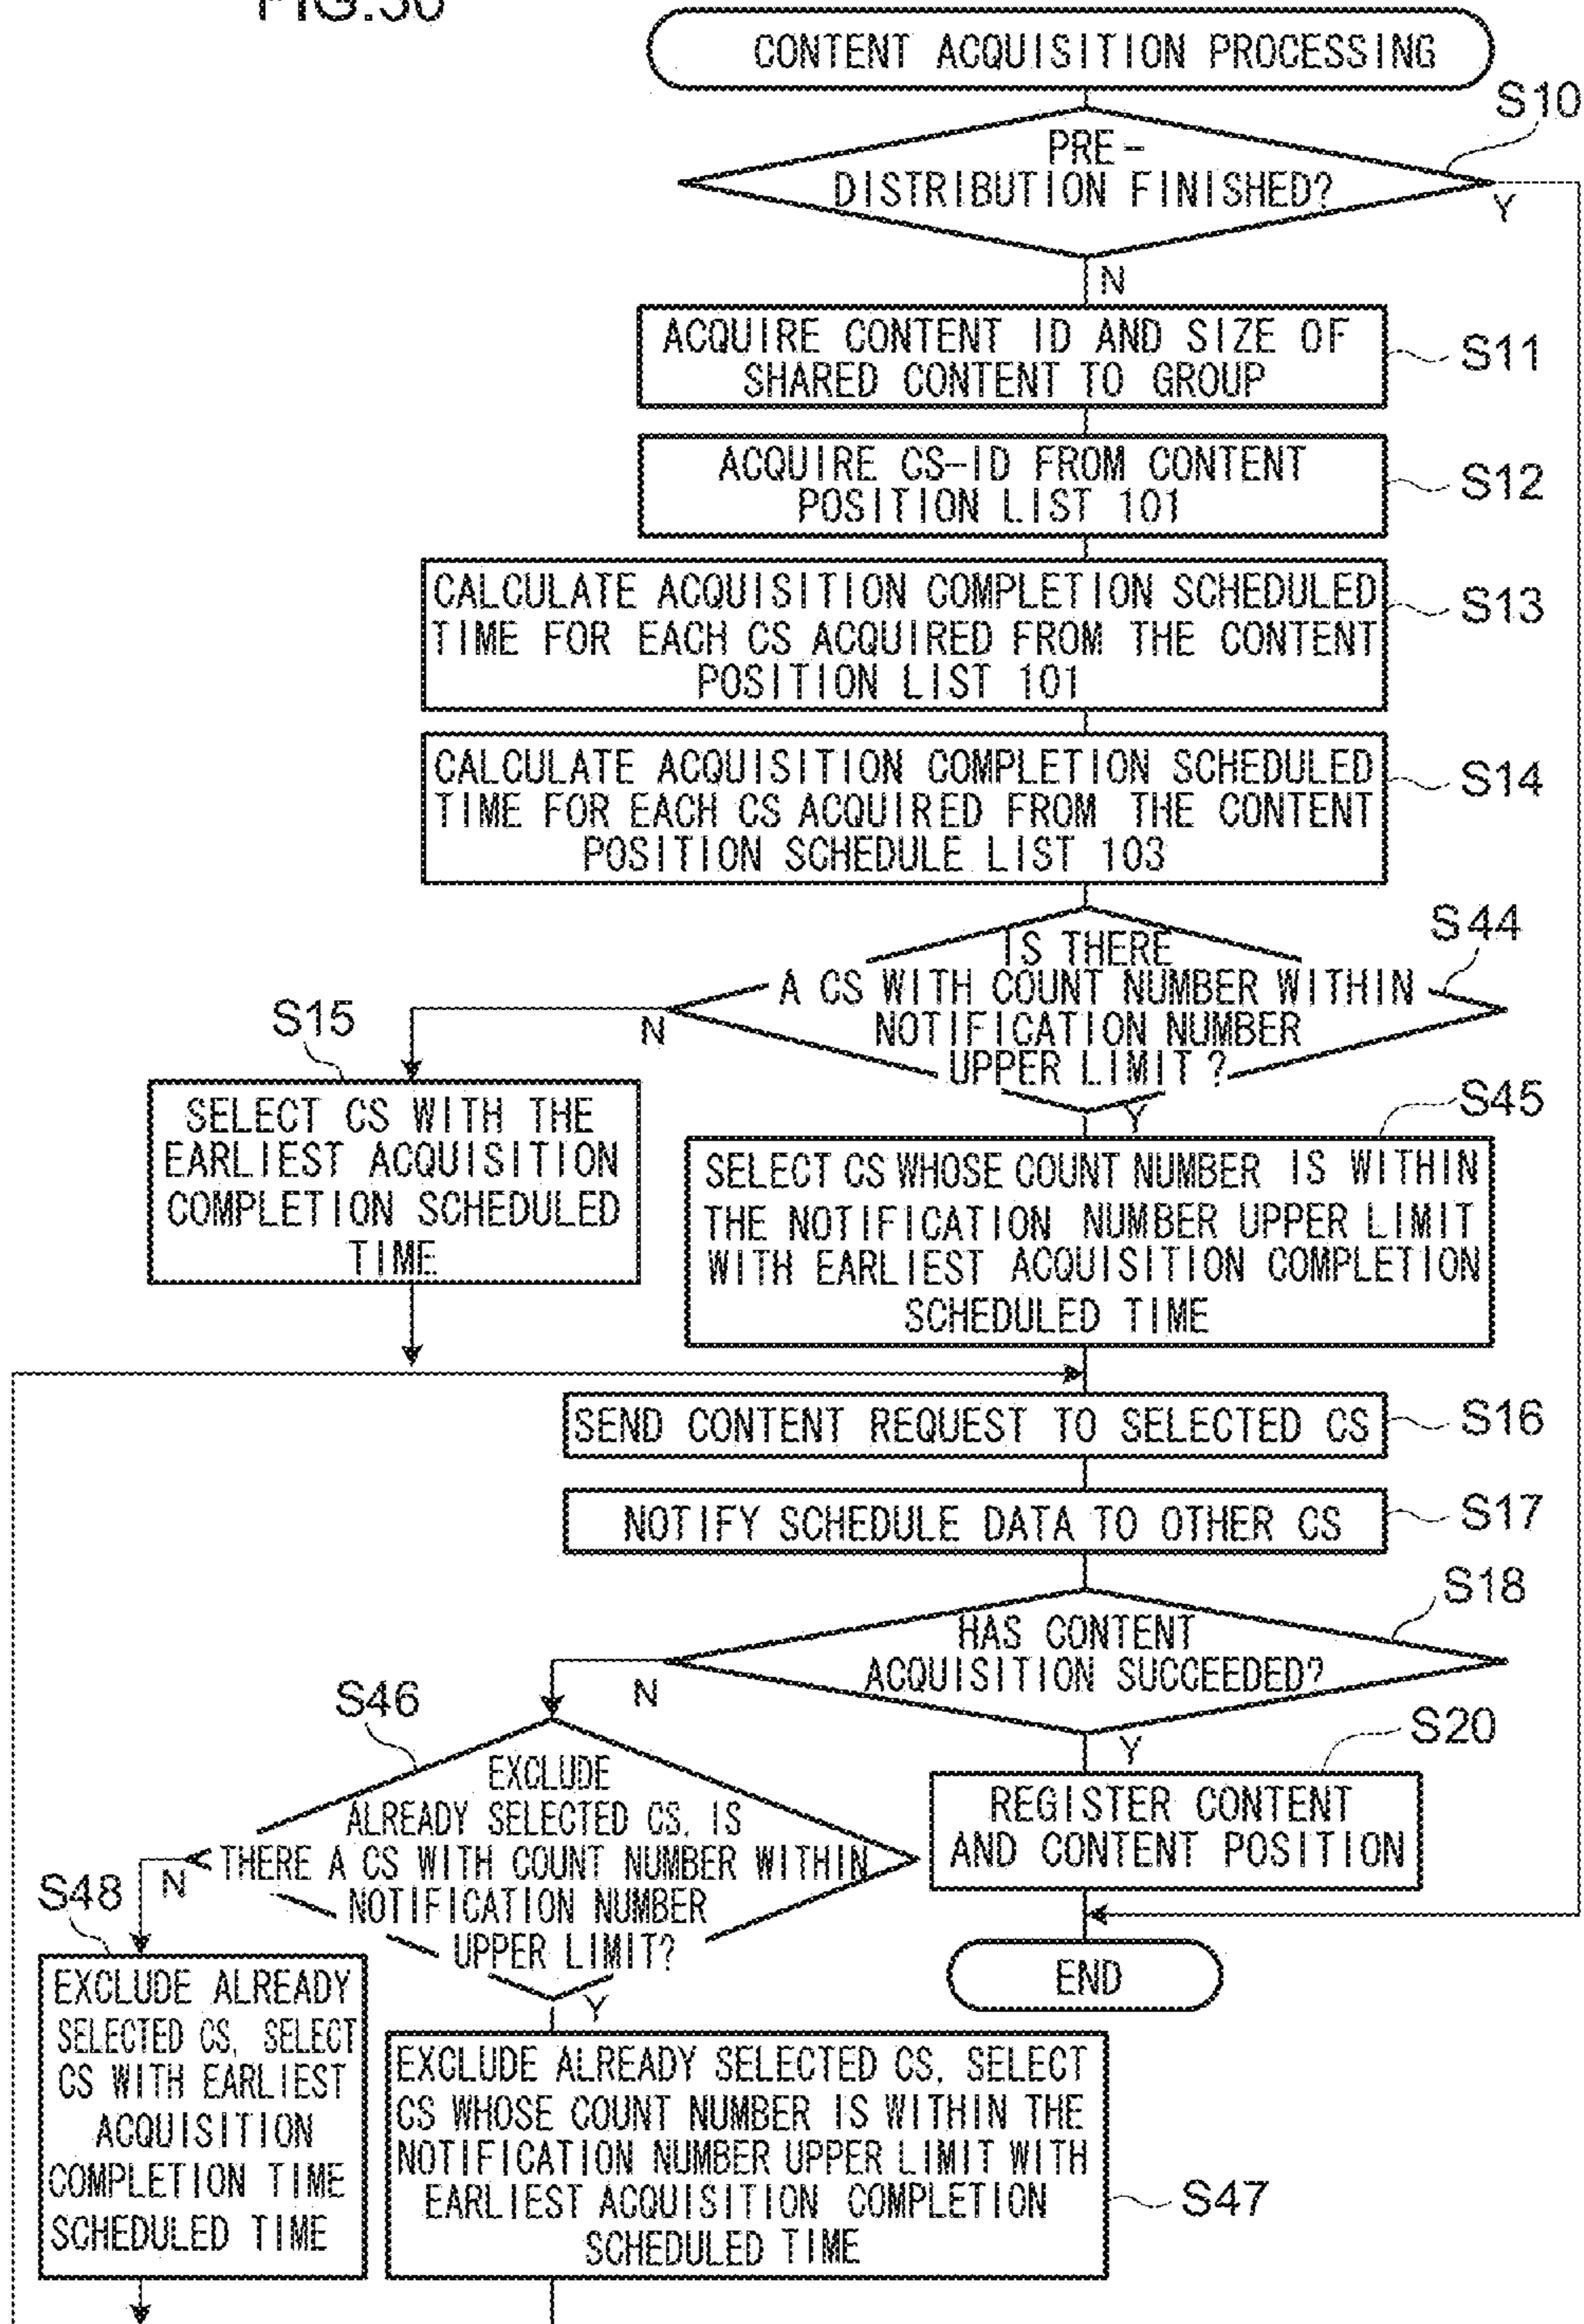 FIG.30
CONTENT ACQUISITION PROCESSING
S10
PRE-
DISTRIBUTION FINISHED?
Y
N
ACQUIRE CONTENT ID AND SIZE OF
SHARED CONTENT TO GROUP
S11
ACQUIRE CS-ID FROM CONTENT
POSITION LIST 101
S12
CALCULATE ACQUISITION COMPLETION SCHEDULED
TIME FOR EACH CS ACQUIRED FROM THE CONTENT
POSITION LIST 101
S13
CALCULATE ACQUISITION COMPLETION SCHEDULED
TIME FOR EACH CS ACQUIRED FROM THE CONTENT
POSITION SCHEDULE LIST 103
S14
S44
IS THERE
A CS WITH COUNT NUMBER WITHIN
NOTIFICATION NUMBER
UPPER LIMIT?
N
Y
S15
SELECT CS WITH THE
EARLIEST ACQUISITION
COMPLETION SCHEDULED
TIME
S45
SELECT CS WHOSE COUNT NUMBER IS WITHIN
THE NOTIFICATION NUMBER UPPER LIMIT
WITH EARLIEST ACQUISITION COMPLETION
SCHEDULED TIME
SEND CONTENT REQUEST TO SELECTED CS
S16
NOTIFY SCHEDULE DATA TO OTHER CS
S17
S18
HAS CONTENT
ACQUISITION SUCCEEDED?
N
Y
S46
EXCLUDE
ALREADY SELECTED CS, IS
THERE A CS WITH COUNT NUMBER WITHIN
NOTIFICATION NUMBER
UPPER LIMIT?
N
Y
S20
REGISTER CONTENT
AND CONTENT POSITION
END
S48
EXCLUDE ALREADY
SELECTED CS, SELECT
CS WITH EARLIEST
ACQUISITION
COMPLETION TIME
SCHEDULED TIME
EXCLUDE ALREADY SELECTED CS, SELECT
CS WHOSE COUNT NUMBER IS WITHIN THE
NOTIFICATION NUMBER UPPER LIMIT WITH
EARLIEST ACQUISITION COMPLETION
SCHEDULED TIME
S47